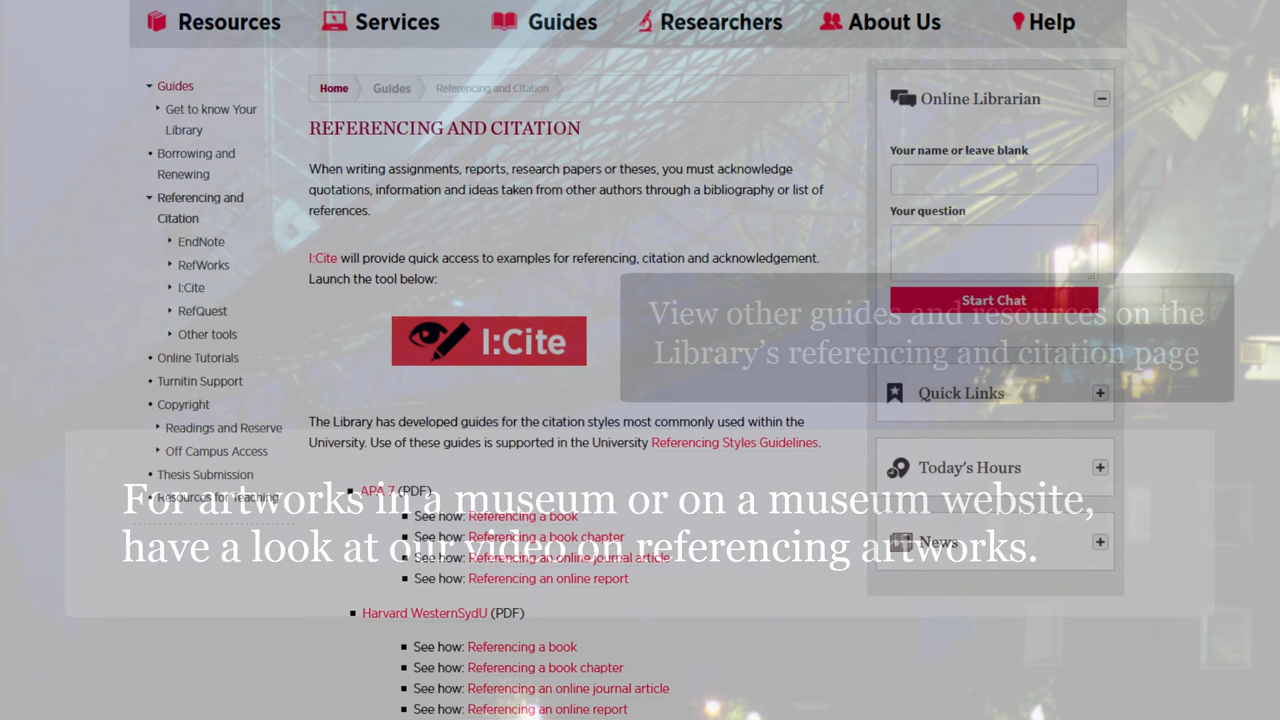 Resources
Services
Guides
Researchers
About Us
Help
Guides
Get to know Your
Library
Borrowing and
Renewing
Referencing and
Citation
EndNote
RefWorks
I:Cite
RefQuest
Other tools
Online Tutorials
Turnitin Support
Copyright
Readings and Reserve
Off Campus Access
Thesis Submission
Resources for Teaching
Home
Guides
Referencing and Citation
REFERENCING AND CITATION
When writing assignments, reports, research papers or theses, you must acknowledge
quotations, information and ideas taken from other authors through a bibliography or list of
references.
I:Cite will provide quick access to examples for referencing, citation and acknowledgement.
Launch the tool below:
I:Cite
The Library has developed guides for the citation styles most commonly used within the
University. Use of these guides is supported in the University Referencing Styles Guidelines.
APA 7 (PDF)
See how: Referencing a book
See how: Referencing a book chapter
See how: Referencing an online journal article
See how: Referencing an online report
Harvard WesternSydU (PDF)
See how: Referencing a book
See how: Referencing a book chapter
See how: Referencing an online journal article
See how: Referencing an online report
Online Librarian
Your name or leave blank
Your question
Start Chat
Quick Links
Today's Hours
News
View other guides and resources on the
Library's referencing and citation page
For artworks in a museum or on a museum website,
have a look at our video on referencing artworks.